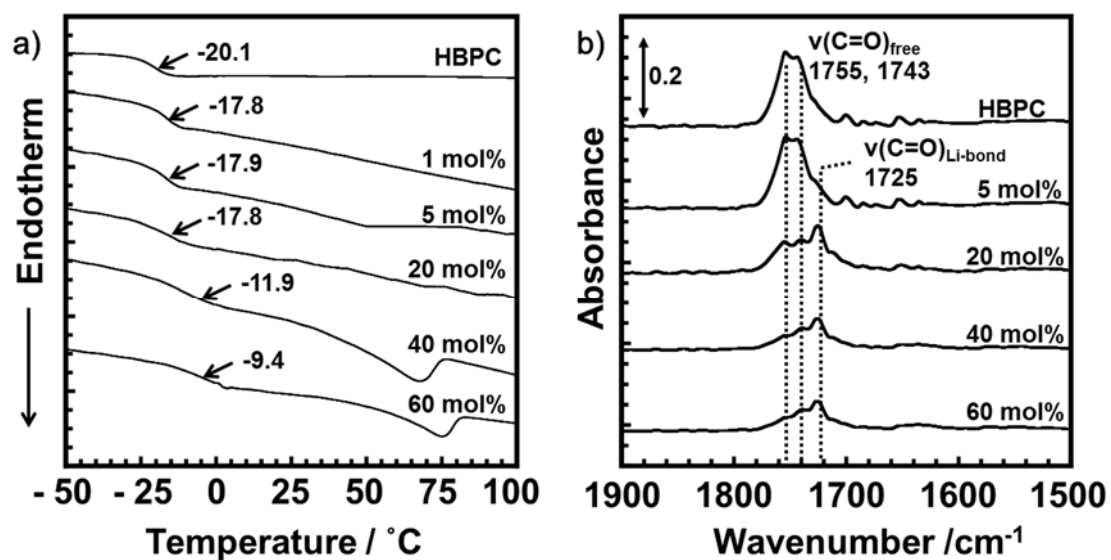 a)
HBPC
-20.1
-17.8
1 mol%
-17.9
5 mol%
-17.8
20 mol%
-11.9
40 mol%
-9.4
60 mol%
Endotherm
- 50 - 25 0 25 50 75 100
Temperature / ˚C
b)
0.2
ν(C=O)free
1755, 1743
HBPC
ν(C=O)Li-bond
1725
5 mol%
20 mol%
40 mol%
60 mol%
Absorbance
1900 1800 1700 1600 1500
Wavenumber /cm-1